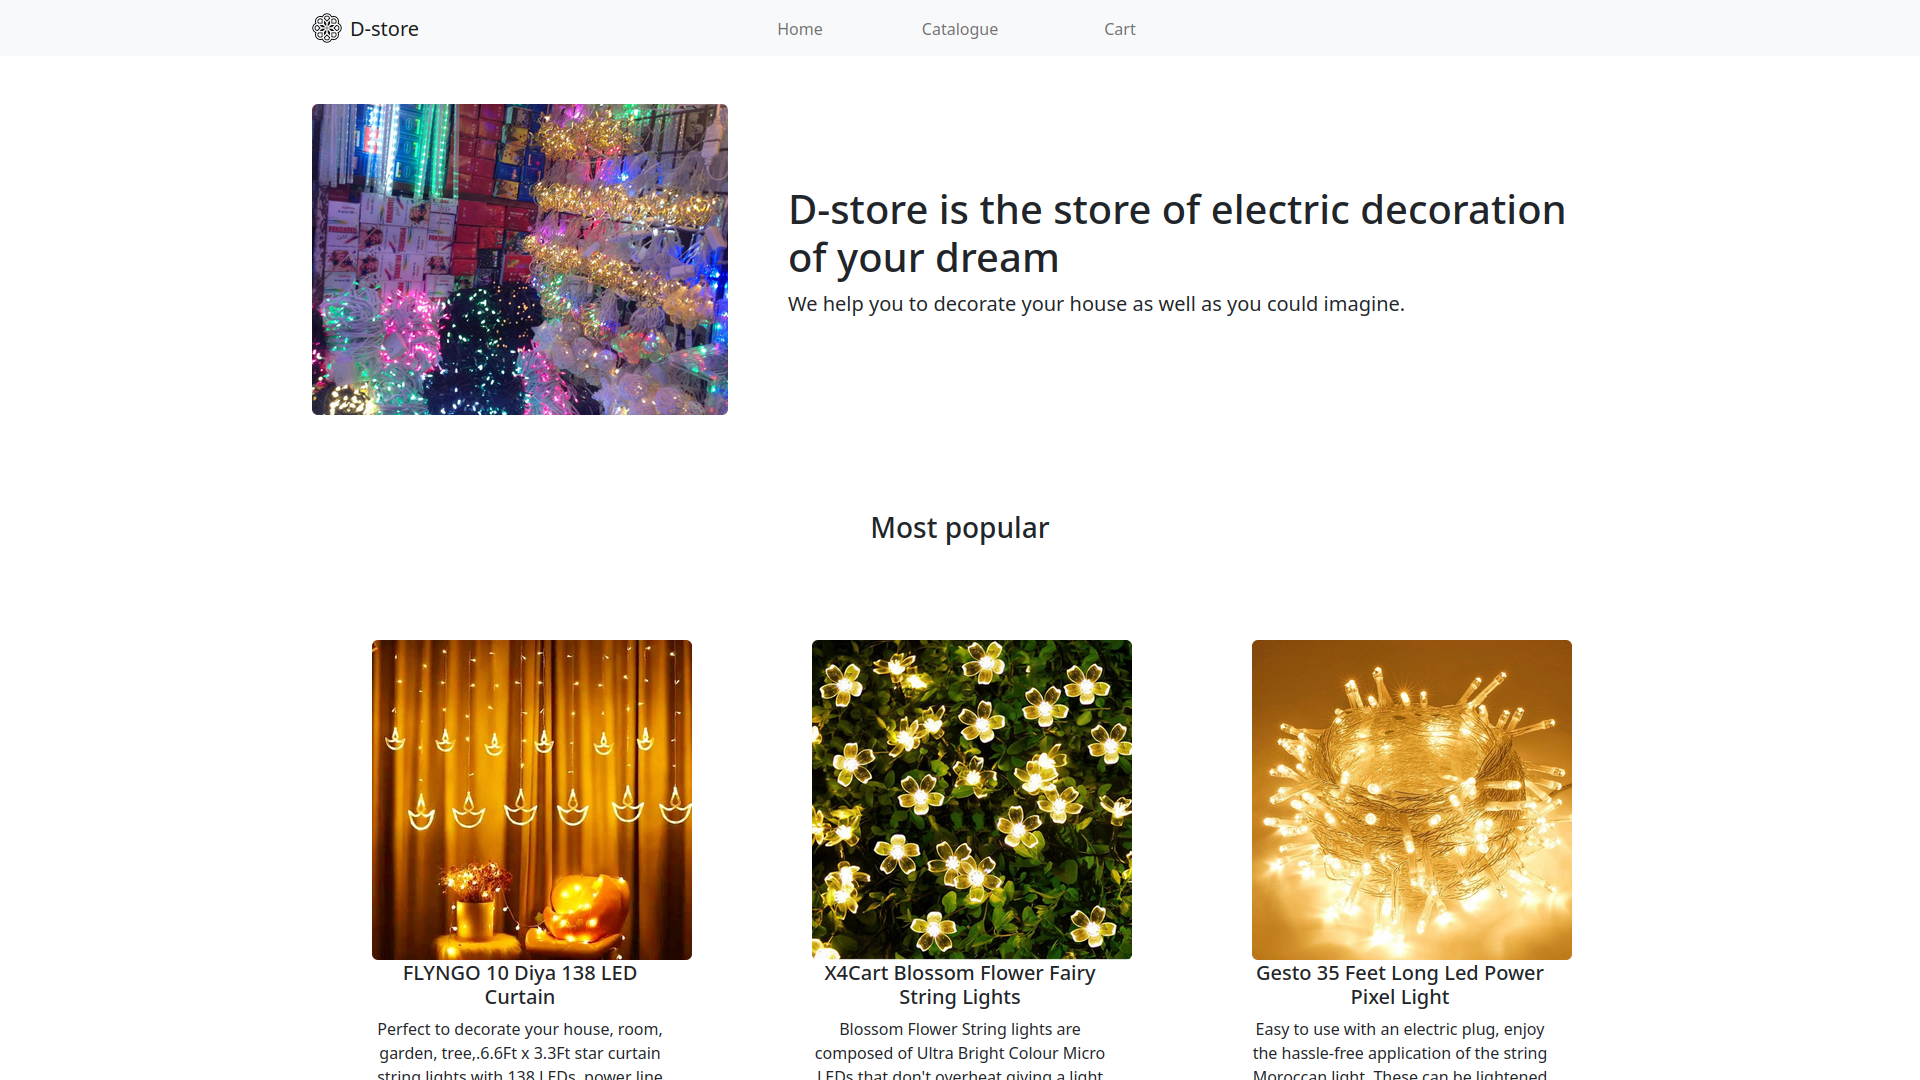 D-store
Home
Catalogue
Cart
D-store is the store of electric decoration
of your dream
We help you to decorate your house as well as you could imagine.
Most popular
FLYNGO 10 Diya 138 LED
Curtain
Perfect to decorate your house, room,
garden, tree,.6.6Ft x 3.3Ft star curtain
string lights with 138 LEDs, power line
X4Cart Blossom Flower Fairy
String Lights
Blossom Flower String lights are
composed of Ultra Bright Colour Micro
LEDs that don't overheat giving a light
Gesto 35 Feet Long Led Power
Pixel Light
Easy to use with an electric plug, enjoy
the hassle-free application of the string
Moroccan light. These can be lightened